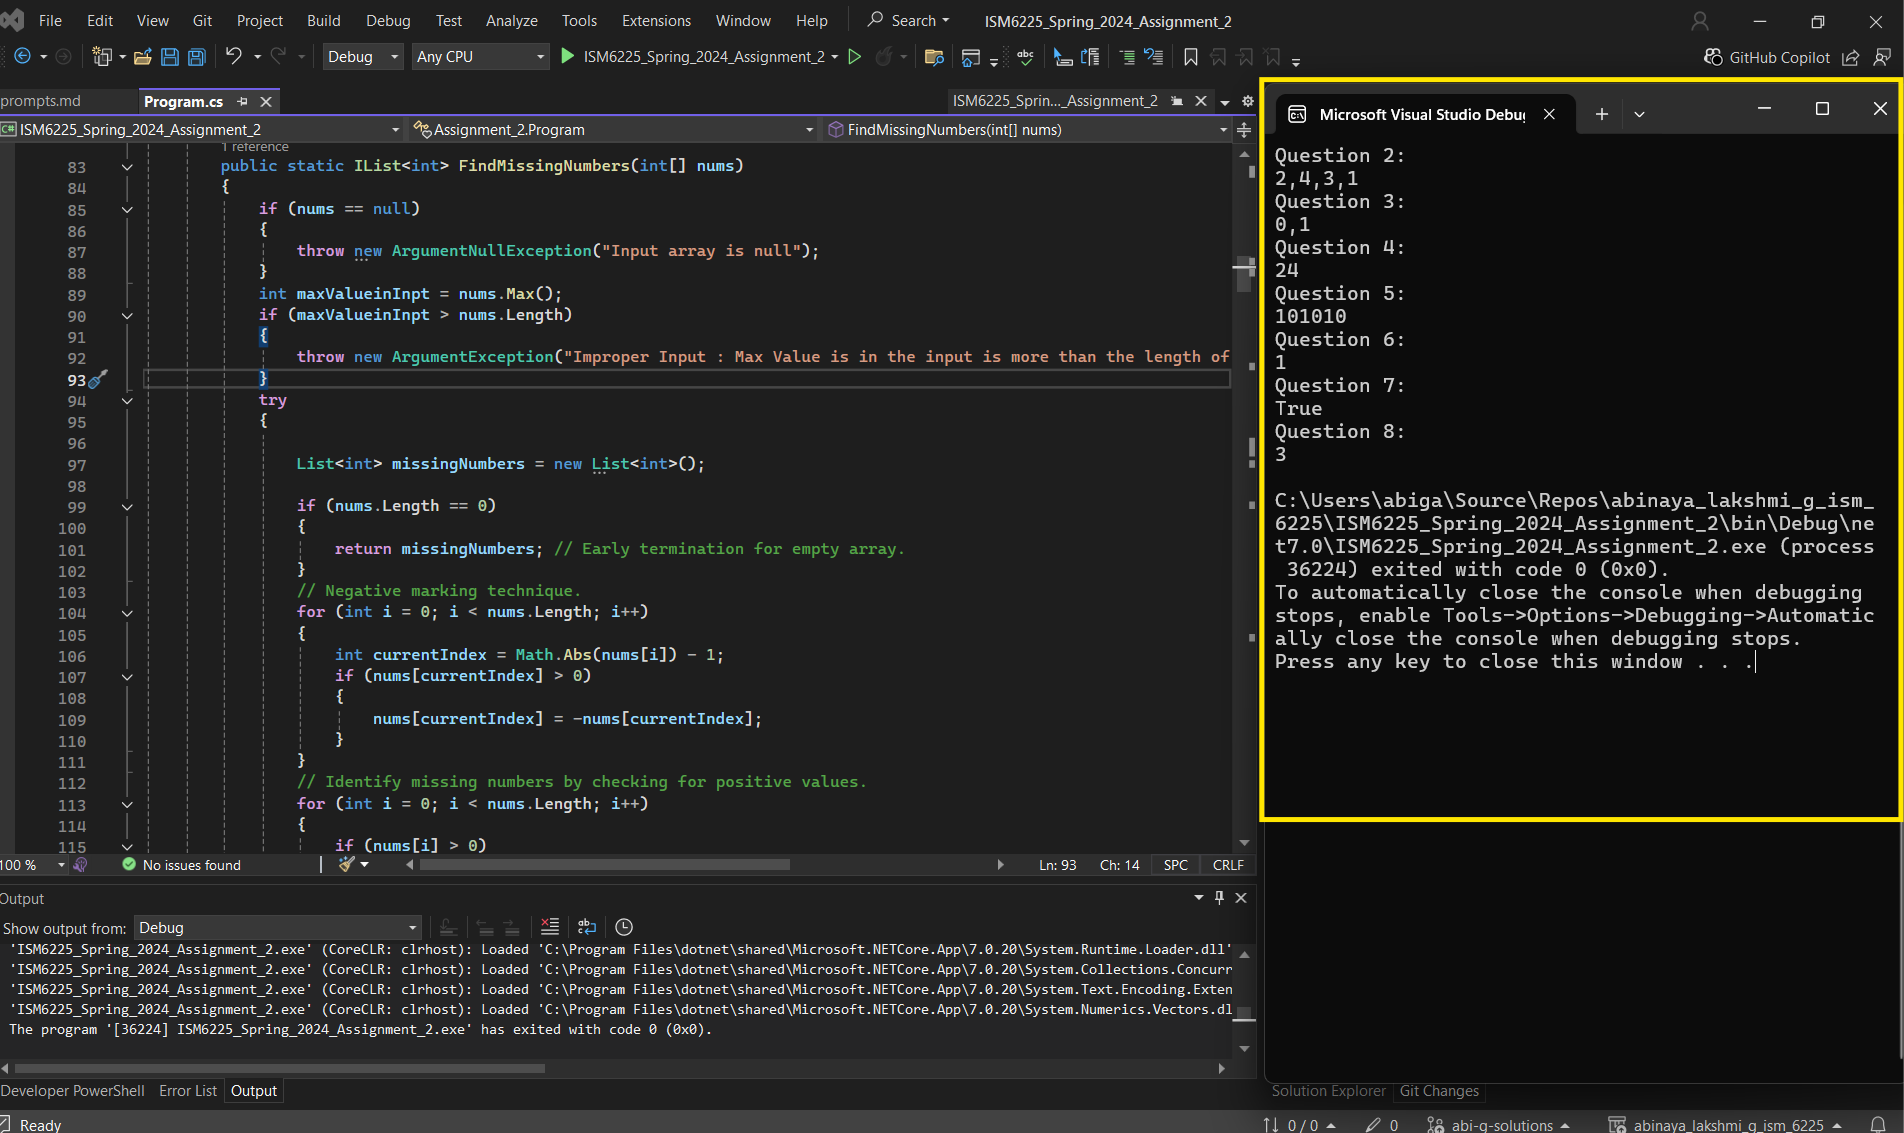 File Edit View Git Project Build Debug Test Analyze Tools Extensions Window Help Search ISM6225_Spring_2024_Assignment_2
Debug Any CPU ISM6225_Spring_2024_Assignment_2 GitHub Copilot
prompts.md Program.cs ISM6225_Sprin..._Assignment_2
ISM6225_Spring_2024_Assignment_2 Assignment_2.Program FindMissingNumbers(int[] nums)
1 reference
83 public static IList<int> FindMissingNumbers(int[] nums)
84 {
85 if (nums == null)
86 {
87 throw new ArgumentNullException("Input array is null");
88 }
89 int maxValueinInpt = nums.Max();
90 if (maxValueinInpt > nums.Length)
91 {
92 throw new ArgumentException("Improper Input : Max Value is in the input is more than the length of
93 }
94 try
95 {
96
97 List<int> missingNumbers = new List<int>();
98
99 if (nums.Length == 0)
100 {
101 return missingNumbers; // Early termination for empty array.
102 }
103 // Negative marking technique.
104 for (int i = 0; i < nums.Length; i++)
105 {
106 int currentIndex = Math.Abs(nums[i]) - 1;
107 if (nums[currentIndex] > 0)
108 {
109 nums[currentIndex] = -nums[currentIndex];
110 }
111 }
112 // Identify missing numbers by checking for positive values.
113 for (int i = 0; i < nums.Length; i++)
114 {
115 if (nums[i] > 0)
100 % No issues found Ln: 93 Ch: 14 SPC CRLF
Output
Show output from: Debug
'ISM6225_Spring_2024_Assignment_2.exe' (CoreCLR: clrhost): Loaded 'C:\Program Files\dotnet\shared\Microsoft.NETCore.App\7.0.20\System.Runtime.Loader.dll'
'ISM6225_Spring_2024_Assignment_2.exe' (CoreCLR: clrhost): Loaded 'C:\Program Files\dotnet\shared\Microsoft.NETCore.App\7.0.20\System.Collections.Concurr
'ISM6225_Spring_2024_Assignment_2.exe' (CoreCLR: clrhost): Loaded 'C:\Program Files\dotnet\shared\Microsoft.NETCore.App\7.0.20\System.Text.Encoding.Exten
'ISM6225_Spring_2024_Assignment_2.exe' (CoreCLR: clrhost): Loaded 'C:\Program Files\dotnet\shared\Microsoft.NETCore.App\7.0.20\System.Numerics.Vectors.dl
The program '[36224] ISM6225_Spring_2024_Assignment_2.exe' has exited with code 0 (0x0).
Developer PowerShell Error List Output
Microsoft Visual Studio Debug
Question 2:
2,4,3,1
Question 3:
0,1
Question 4:
24
Question 5:
101010
Question 6:
1
Question 7:
True
Question 8:
3
C:\Users\abiga\Source\Repos\abinaya_lakshmi_g_ism_
6225\ISM6225_Spring_2024_Assignment_2\bin\Debug\ne
t7.0\ISM6225_Spring_2024_Assignment_2.exe (process
36224) exited with code 0 (0x0).
To automatically close the console when debugging
stops, enable Tools->Options->Debugging->Automatic
ally close the console when debugging stops.
Press any key to close this window . . .
Solution Explorer Git Changes
Ready 0 / 0 0 abi-g-solutions abinaya_lakshmi_g_ism_6225